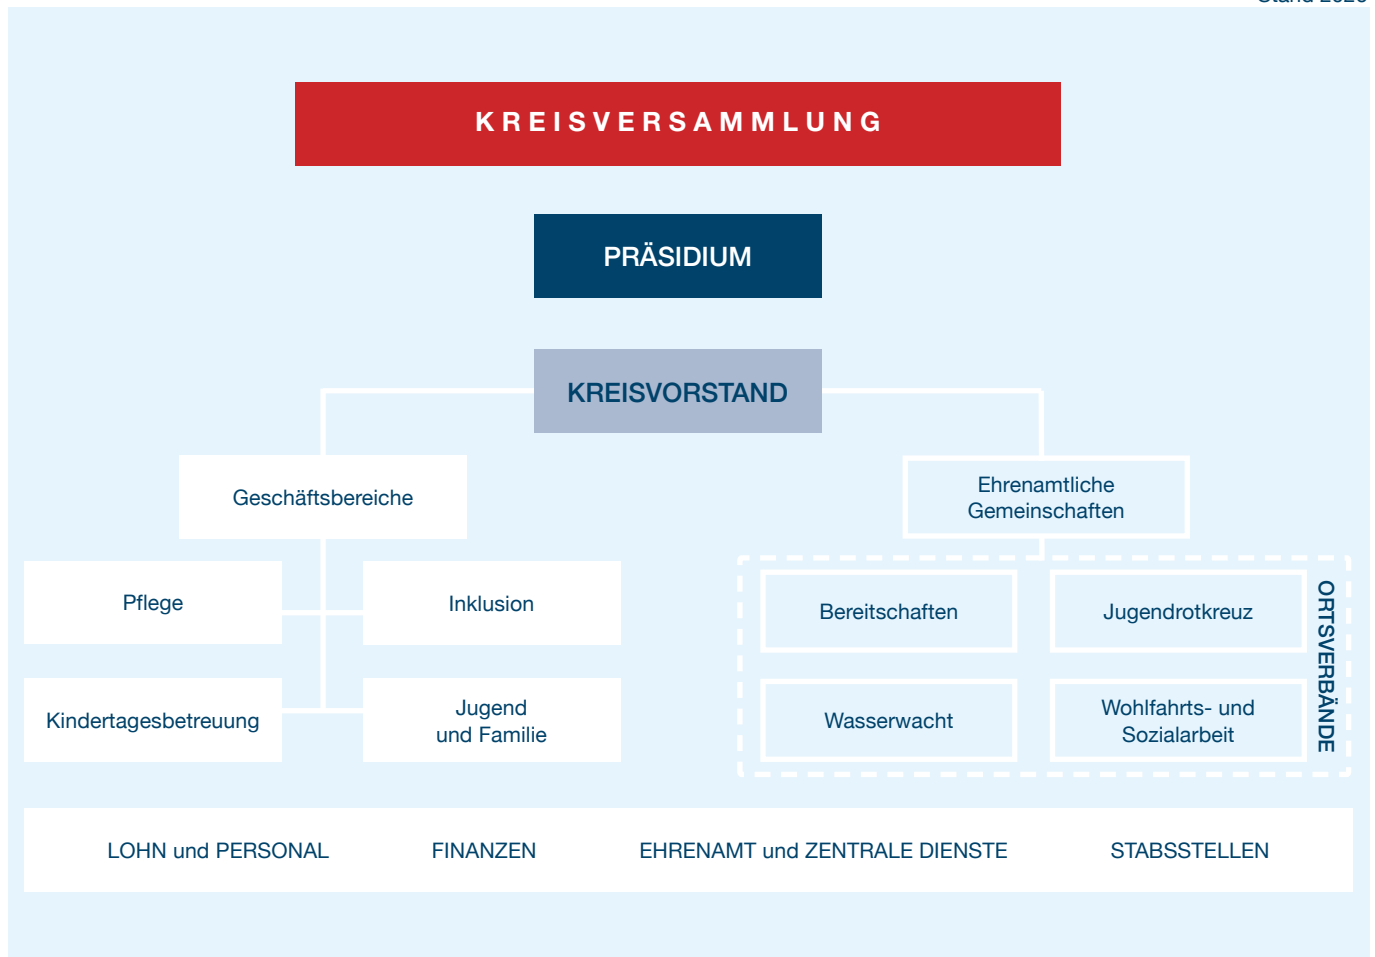 KREISVERSAMMLUNG
PRÄSIDIUM
KREISVORSTAND
Geschäftsbereiche
Ehrenamtliche
Gemeinschaften
Pflege
Inklusion
Kindertagesbetreuung
Jugend
und Familie
Bereitschaften
Jugendrotkreuz
Wasserwacht
Wohlfahrts- und
Sozialarbeit
ORTSVERBÄNDE
LOHN und PERSONAL
FINANZEN
EHRENAMT und ZENTRALE DIENSTE
STABSSTELLEN